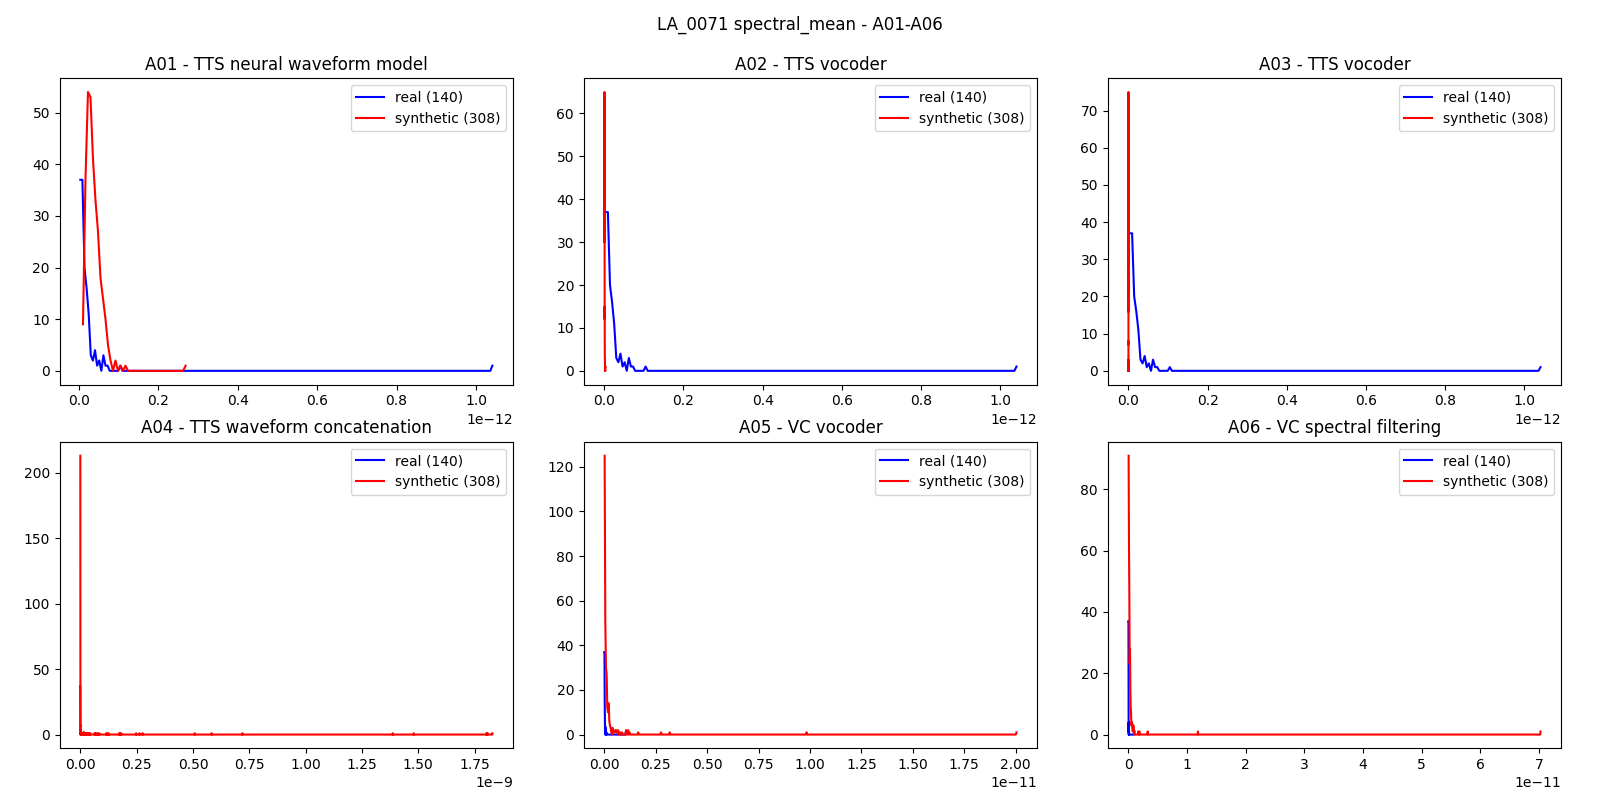 LA_0071 spectral_mean - A01-A06
A01 - TTS neural waveform model
50
40
30
20
10
0
0.0 0.2 0.4 0.6 0.8 1.0
1e−12
real (140)
synthetic (308)
A02 - TTS vocoder
60
50
40
30
20
10
0
0.0 0.2 0.4 0.6 0.8 1.0
1e−12
real (140)
synthetic (308)
A03 - TTS vocoder
70
60
50
40
30
20
10
0
0.0 0.2 0.4 0.6 0.8 1.0
1e−12
real (140)
synthetic (308)
A04 - TTS waveform concatenation
200
150
100
50
0
0.00 0.25 0.50 0.75 1.00 1.25 1.50 1.75
1e−9
real (140)
synthetic (308)
A05 - VC vocoder
120
100
80
60
40
20
0
0.00 0.25 0.50 0.75 1.00 1.25 1.50 1.75 2.00
1e−11
real (140)
synthetic (308)
A06 - VC spectral filtering
80
60
40
20
0
0 1 2 3 4 5 6 7
1e−11
real (140)
synthetic (308)